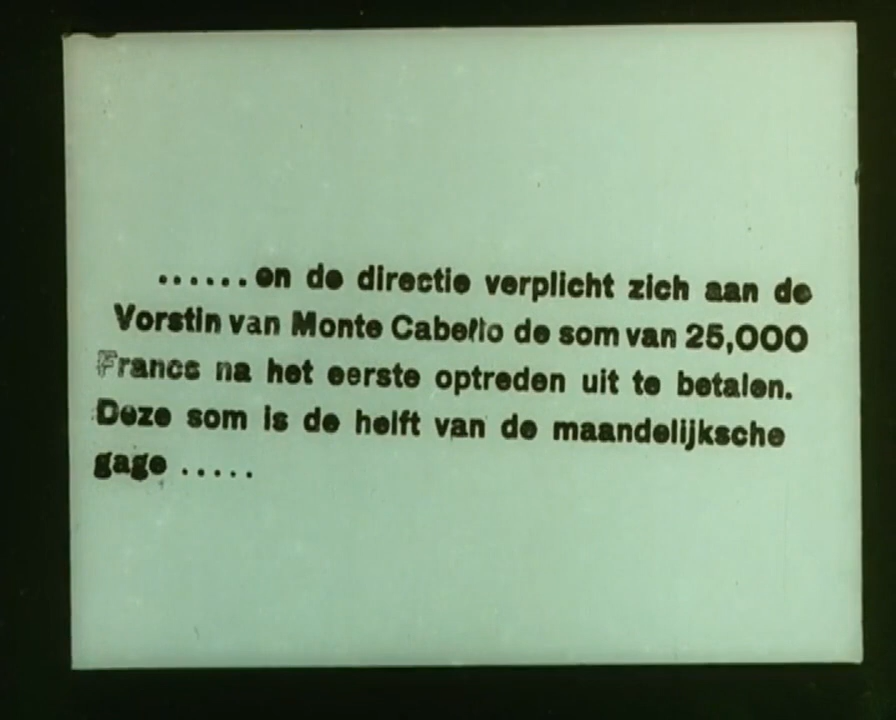 ......en de directie verplicht zich aan de
Vorstin van Monte Cabello de som van 25,000
Francs na het eerste optreden uit te betalen.
Deze som is de helft van de maandelijksche
gage .....